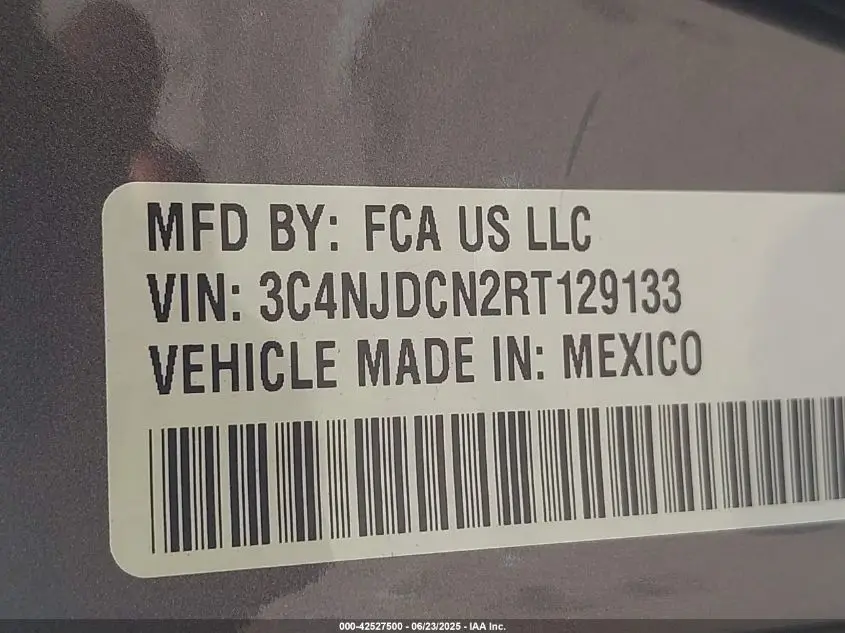 MFD BY: FCA US LLC
VIN: 3C4NJDCN2RT129133
VEHICLE MADE IN: MEXICO
000-42527500 - 06/23/2025 - IAA Inc.